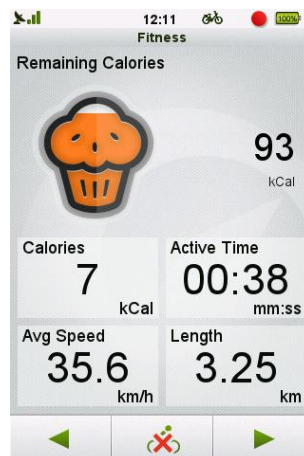 12:11
100%
Fitness
Remaining Calories
93
kCal
Calories
7
kCal
Active Time
00:38
mm:ss
Avg Speed
35.6
km/h
Length
3.25
km